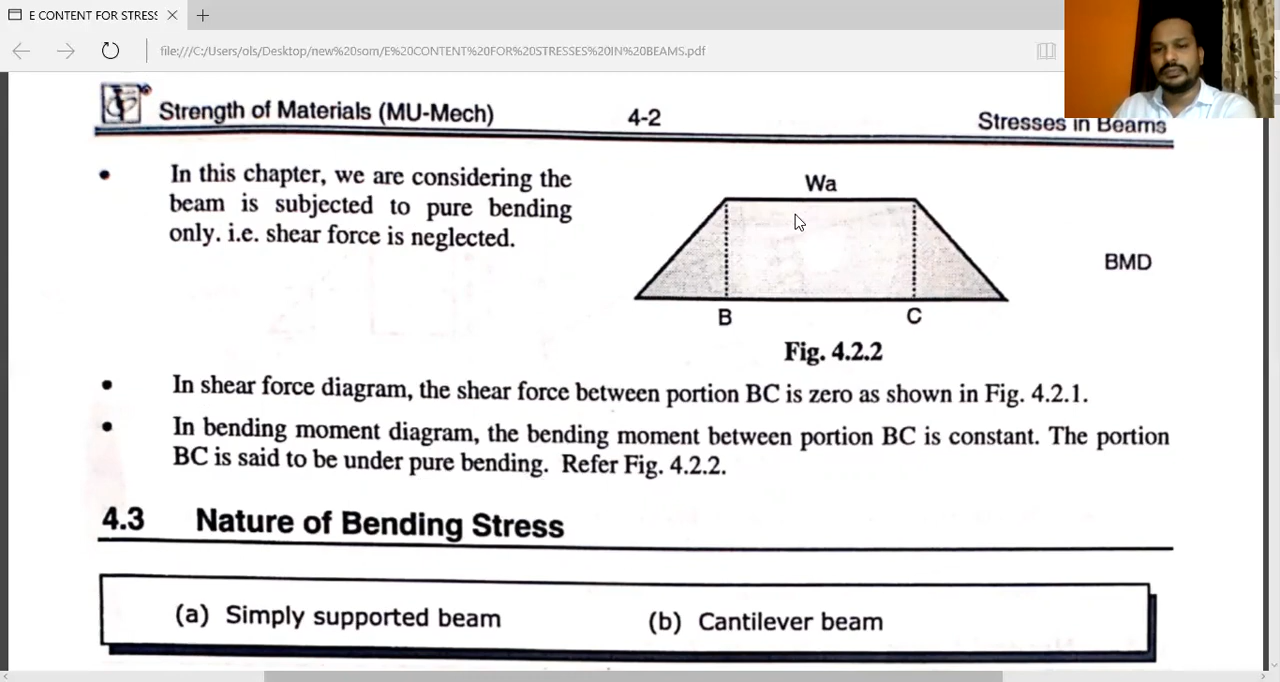 E CONTENT FOR STRESS
file:///C:/Users/ols/Desktop/new%20som/E%20CONTENT%20FOR%20STRESSES%20IN%20BEAMS.pdf
Strength of Materials (MU-Mech) 4-2 Stresses in Beams
• In this chapter, we are considering the
beam is subjected to pure bending
only. i.e. shear force is neglected.
Wa
BMD
B C
Fig. 4.2.2
• In shear force diagram, the shear force between portion BC is zero as shown in Fig. 4.2.1.
• In bending moment diagram, the bending moment between portion BC is constant. The portion
BC is said to be under pure bending. Refer Fig. 4.2.2.
4.3 Nature of Bending Stress
(a) Simply supported beam (b) Cantilever beam